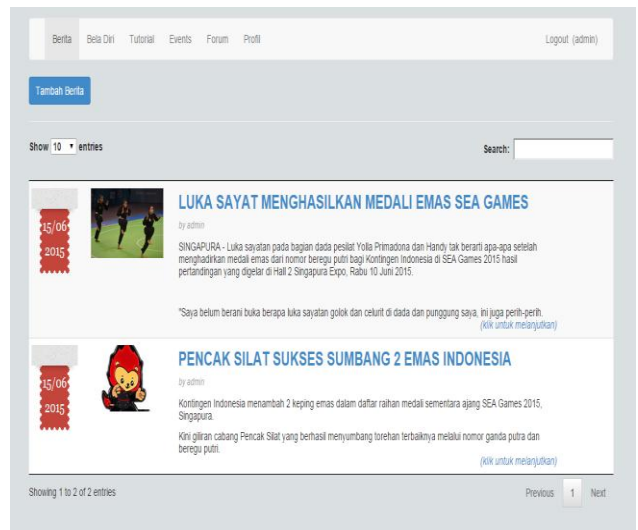 Berita Bela Diri Tutorial Events Forum Profil Logout (admin)
Tambah Berita
Show 10 entries Search:
15/06
2015
LUKA SAYAT MENGHASILKAN MEDALI EMAS SEA GAMES
by admin
SINGAPURA - Luka sayatan pada bagian dada pesilat Yolla Primadona dan Handy tak berarti apa-apa setelah
menghadirkan medali emas dari nomor beregu putri bagi Kontingen Indonesia di SEA Games 2015 hasil
pertandingan yang digelar di Hall 2 Singapura Expo, Rabu 10 Juni 2015.
"Saya belum berani buka berapa luka sayatan golok dan celurit di dada dan punggung saya, ini juga perih-perih.
(klik untuk melanjutkan)
15/06
2015
PENCAK SILAT SUKSES SUMBANG 2 EMAS INDONESIA
by admin
Kontingen Indonesia menambah 2 keping emas dalam daftar raihan medali sementara ajang SEA Games 2015,
Singapura.
Kini giliran cabang Pencak Silat yang berhasil menyumbang torehan terbaiknya melalui nomor ganda putra dan
beregu putri.
(klik untuk melanjutkan)
Showing 1 to 2 of 2 entries Previous 1 Next